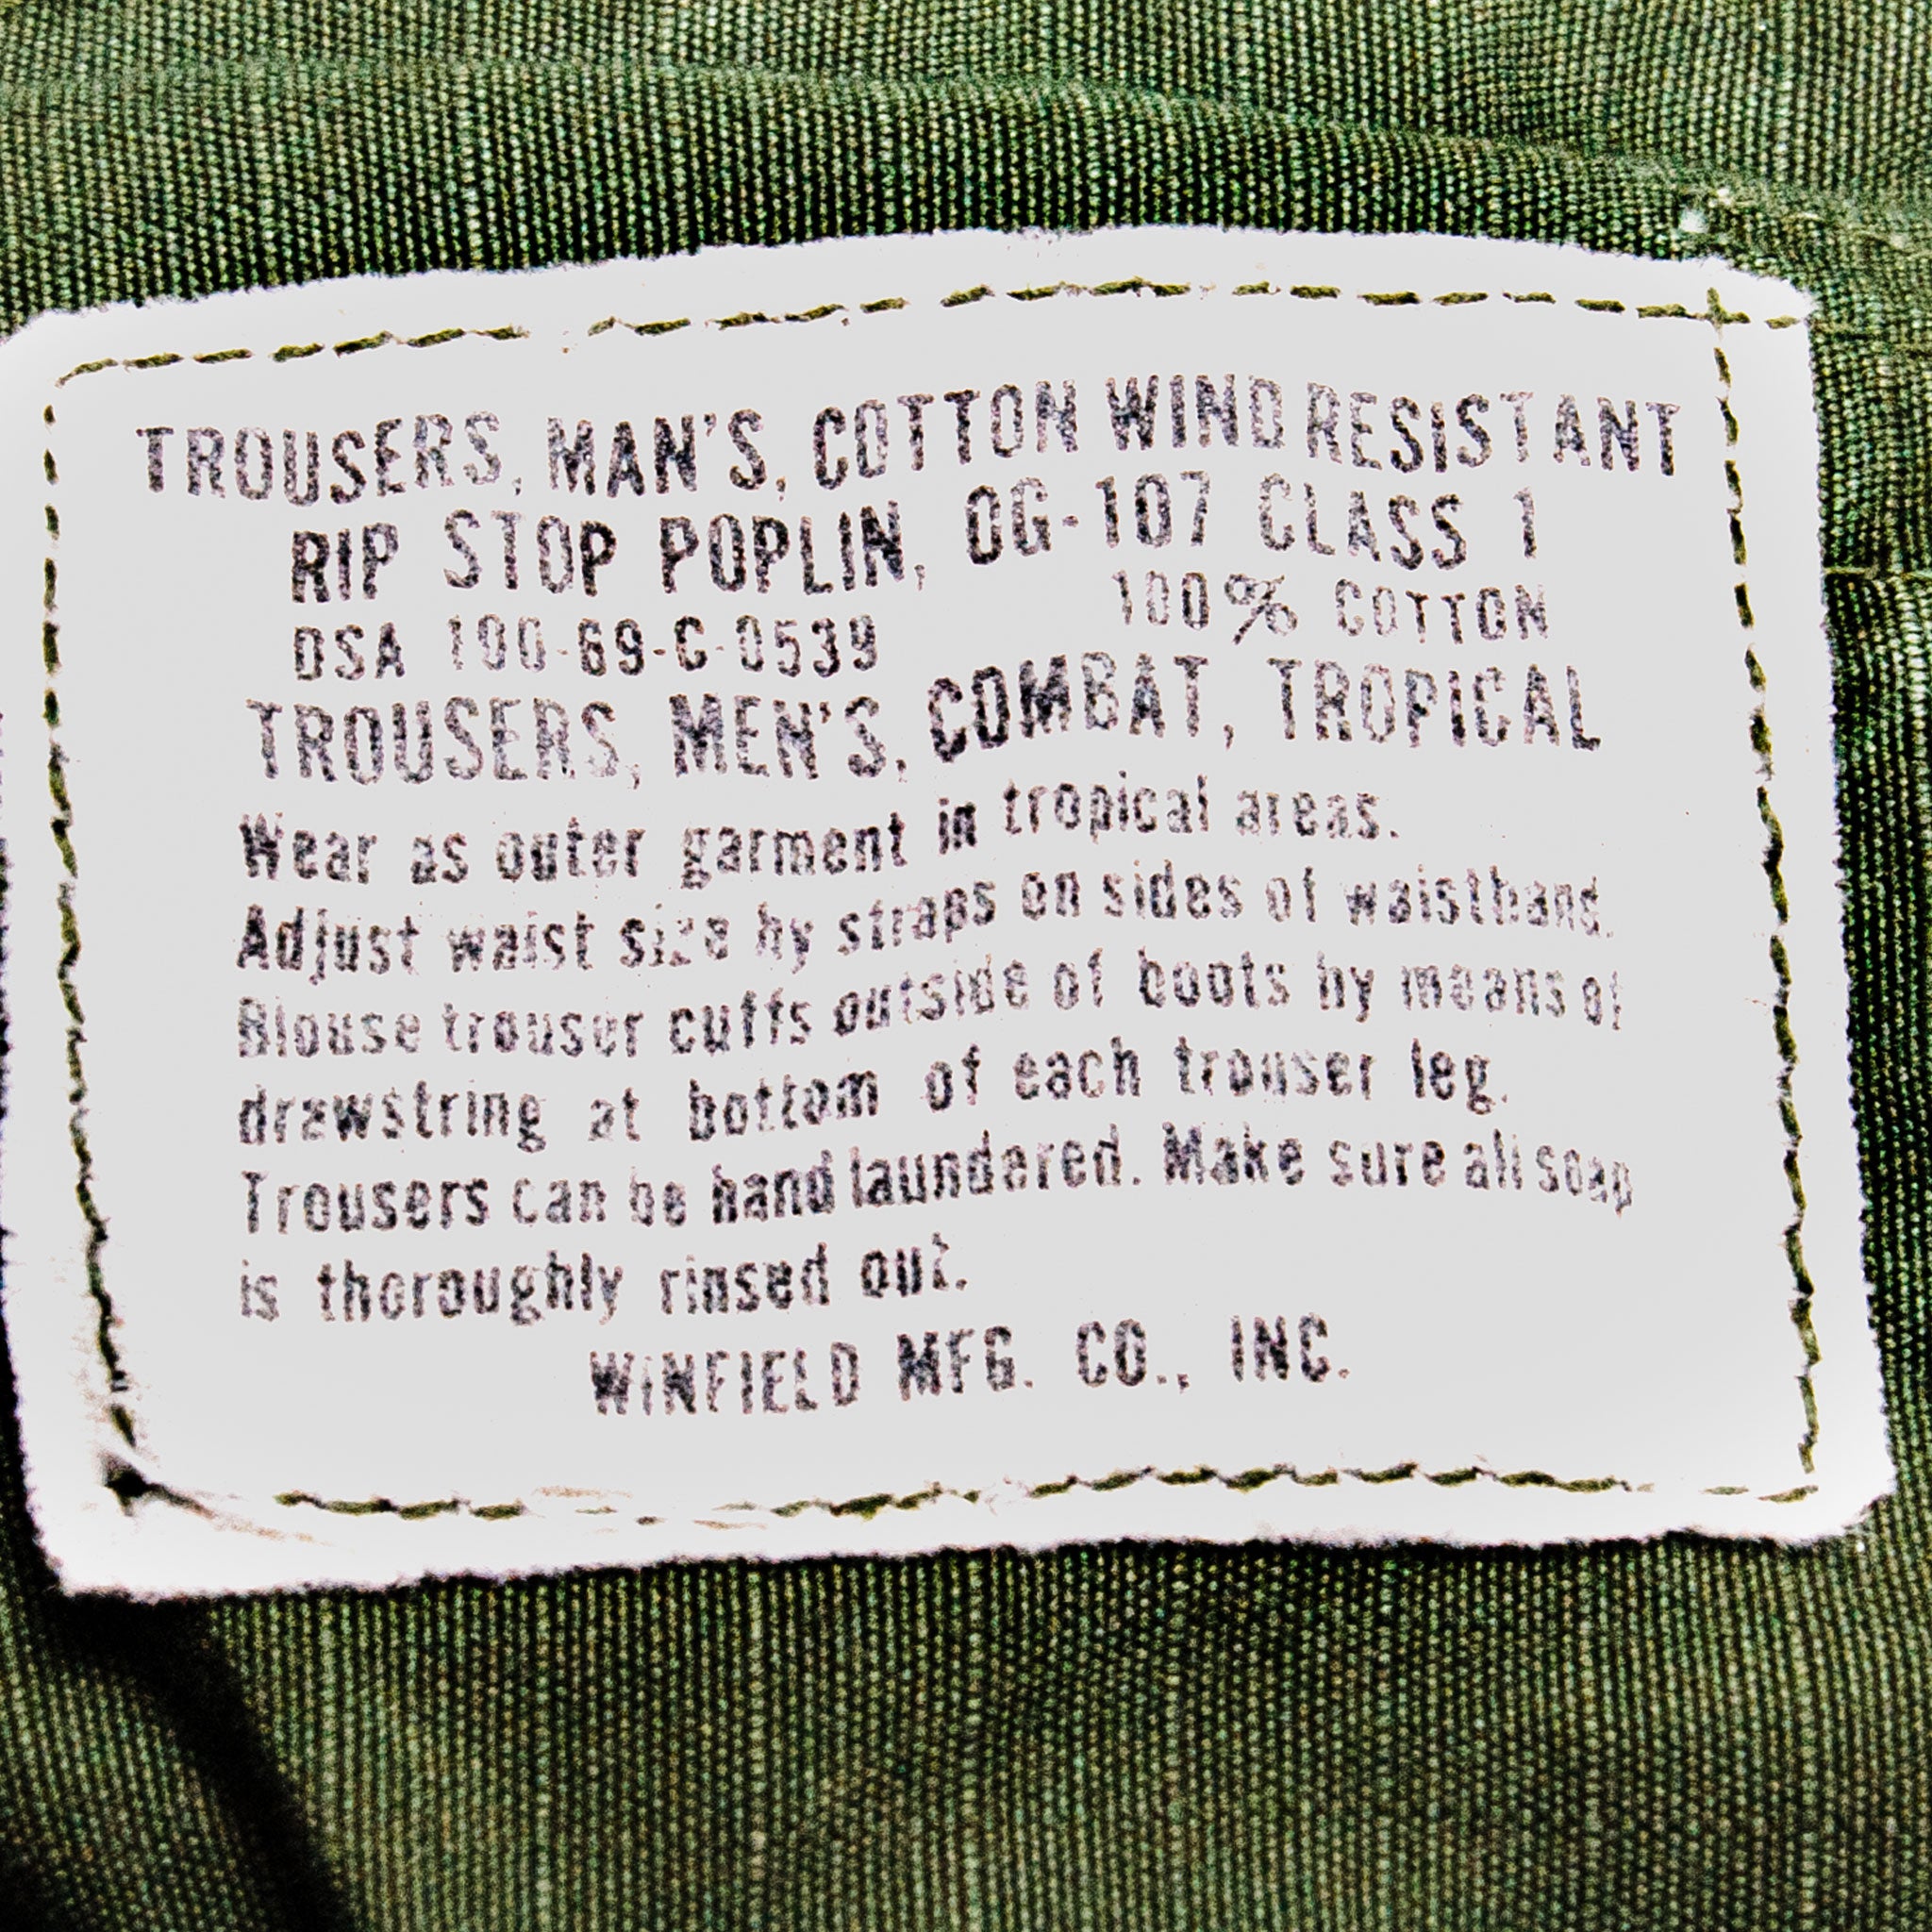 TROUSERS, MAN'S, COTTON WIND RESISTANT
RIP STOP POPLIN, OG-107 CLASS 1
DSA 100-69-C-0539 100% COTTON
TROUSERS, MEN'S, COMBAT, TROPICAL
Wear as outer garment in tropical areas.
Adjust waist size by straps on sides of waistband.
Blouse trouser cuffs outside of boots by means of
drawstring at bottom of each trouser leg.
Trousers can be hand laundered. Make sure all soap
is thoroughly rinsed out.
WINFIELD MFG. CO., INC.